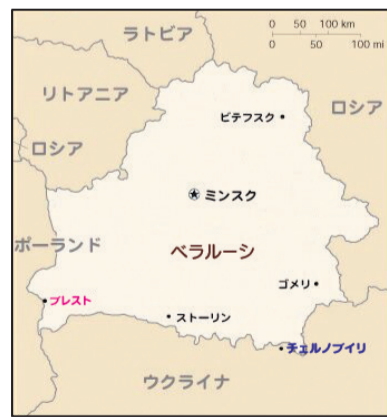 ラトビア
0 50 100 km
0 50 100 mi
リトアニア
ロシア
ビテフスク
ロシア
ミンスク
ポーランド
ベラルーシ
ゴメリ
ブレスト
ストーリン
チェルノブイリ
ウクライナ